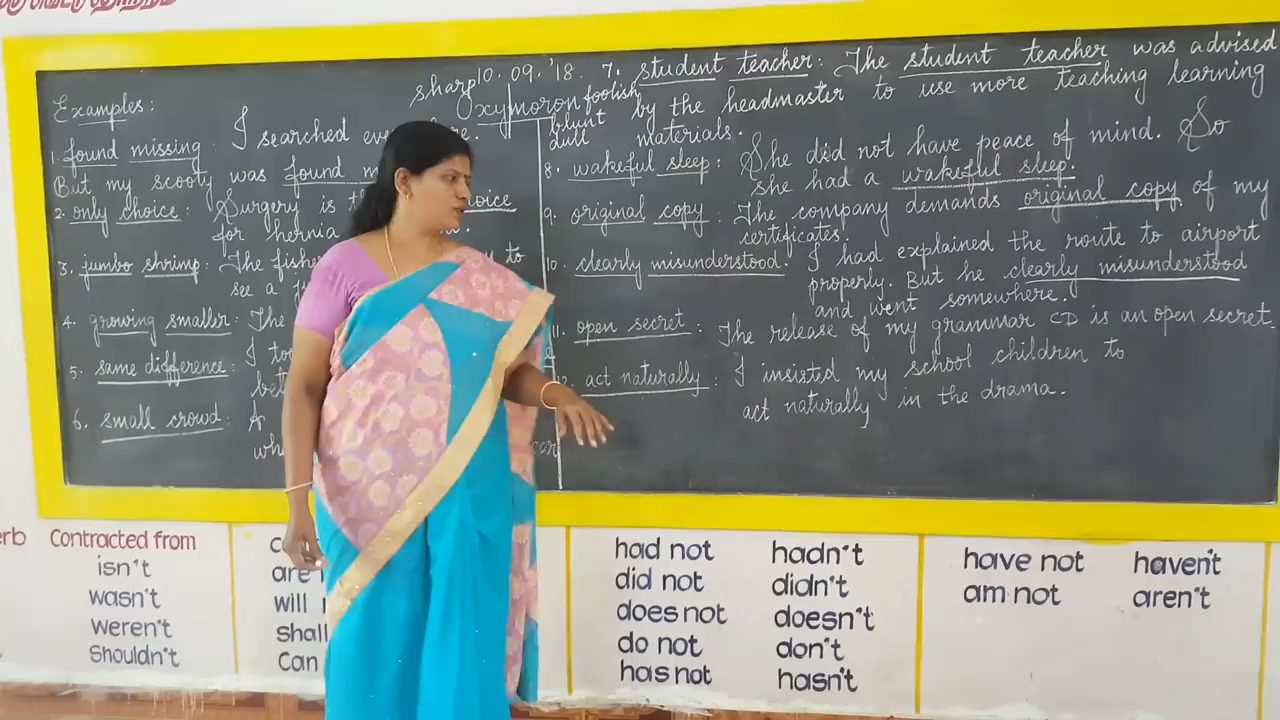 sharp 10.09.'18.
Oxymoron foolish
blunt
dull
Examples:
1. found missing: I searched
But my scooty was found
2. only choice: Surgery is
for hernia
3. jumbo shrimp: The to
see a
4. growing smaller: The
5. same difference: I
6. small crowd: A
7. student teacher: The student teacher was advised
by the headmaster to use more teaching learning
materials.
8. wakeful sleep: She did not have peace of mind. So
she had a wakeful sleep.
9. original copy: The company demands original copy of my
certificates.
10. clearly misunderstood: I had explained the route to airport
properly. But he clearly misunderstood
and went somewhere.
11. open secret: The release of my grammar CD is an open secret.
12. act naturally: I insisted my school children to
act naturally in the drama.
Contracted from
isn't
wasn't
weren't
Shouldn't
are
will
Shall
Can
had not hadn't
did not didn't
does not doesn't
do not don't
has not hasn't
have not haven't
am not aren't